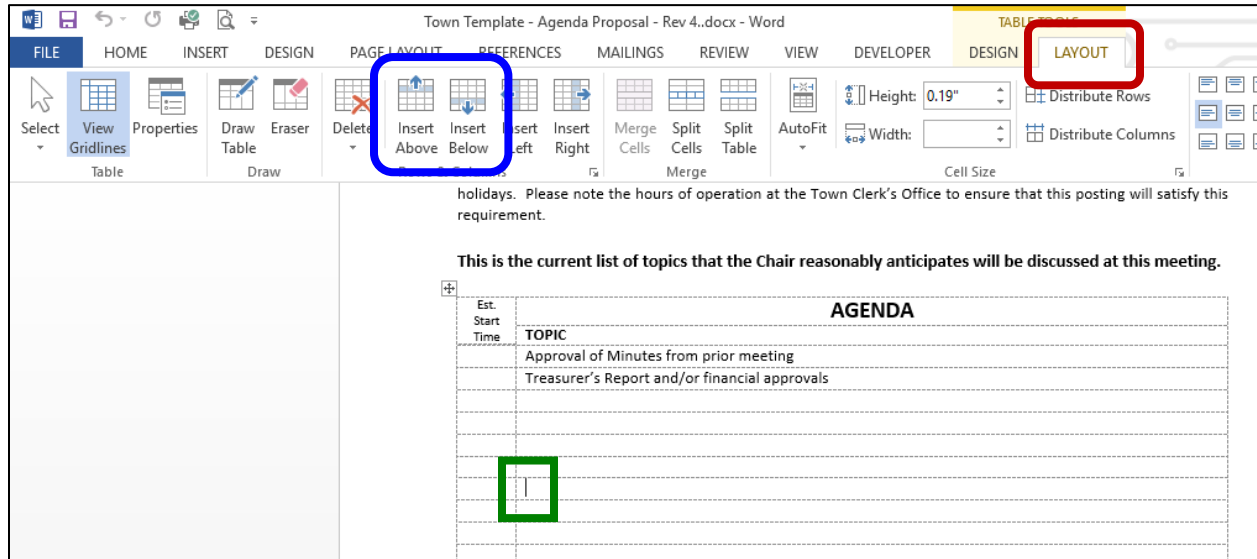 Town Template - Agenda Proposal - Rev 4..docx - Word
TABLE TOOLS
FILE HOME INSERT DESIGN PAGE LAYOUT REFERENCES MAILINGS REVIEW VIEW DEVELOPER DESIGN LAYOUT
Select View Gridlines Properties Draw Table Eraser Delete Insert Above Insert Below Insert Left Insert Right Merge Cells Split Cells Split Table AutoFit Height: 0.19" Distribute Rows
Width: Distribute Columns
Table Draw Rows & Columns Merge Cell Size
holidays. Please note the hours of operation at the Town Clerk's Office to ensure that this posting will satisfy this
requirement.
This is the current list of topics that the Chair reasonably anticipates will be discussed at this meeting.
Est.
Start
Time
AGENDA
TOPIC
Approval of Minutes from prior meeting
Treasurer's Report and/or financial approvals